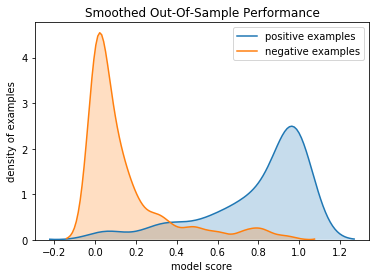 Smoothed Out-Of-Sample Performance
positive examples
negative examples
density of examples
4
3
2
1
0
−0.2 0.0 0.2 0.4 0.6 0.8 1.0 1.2
model score